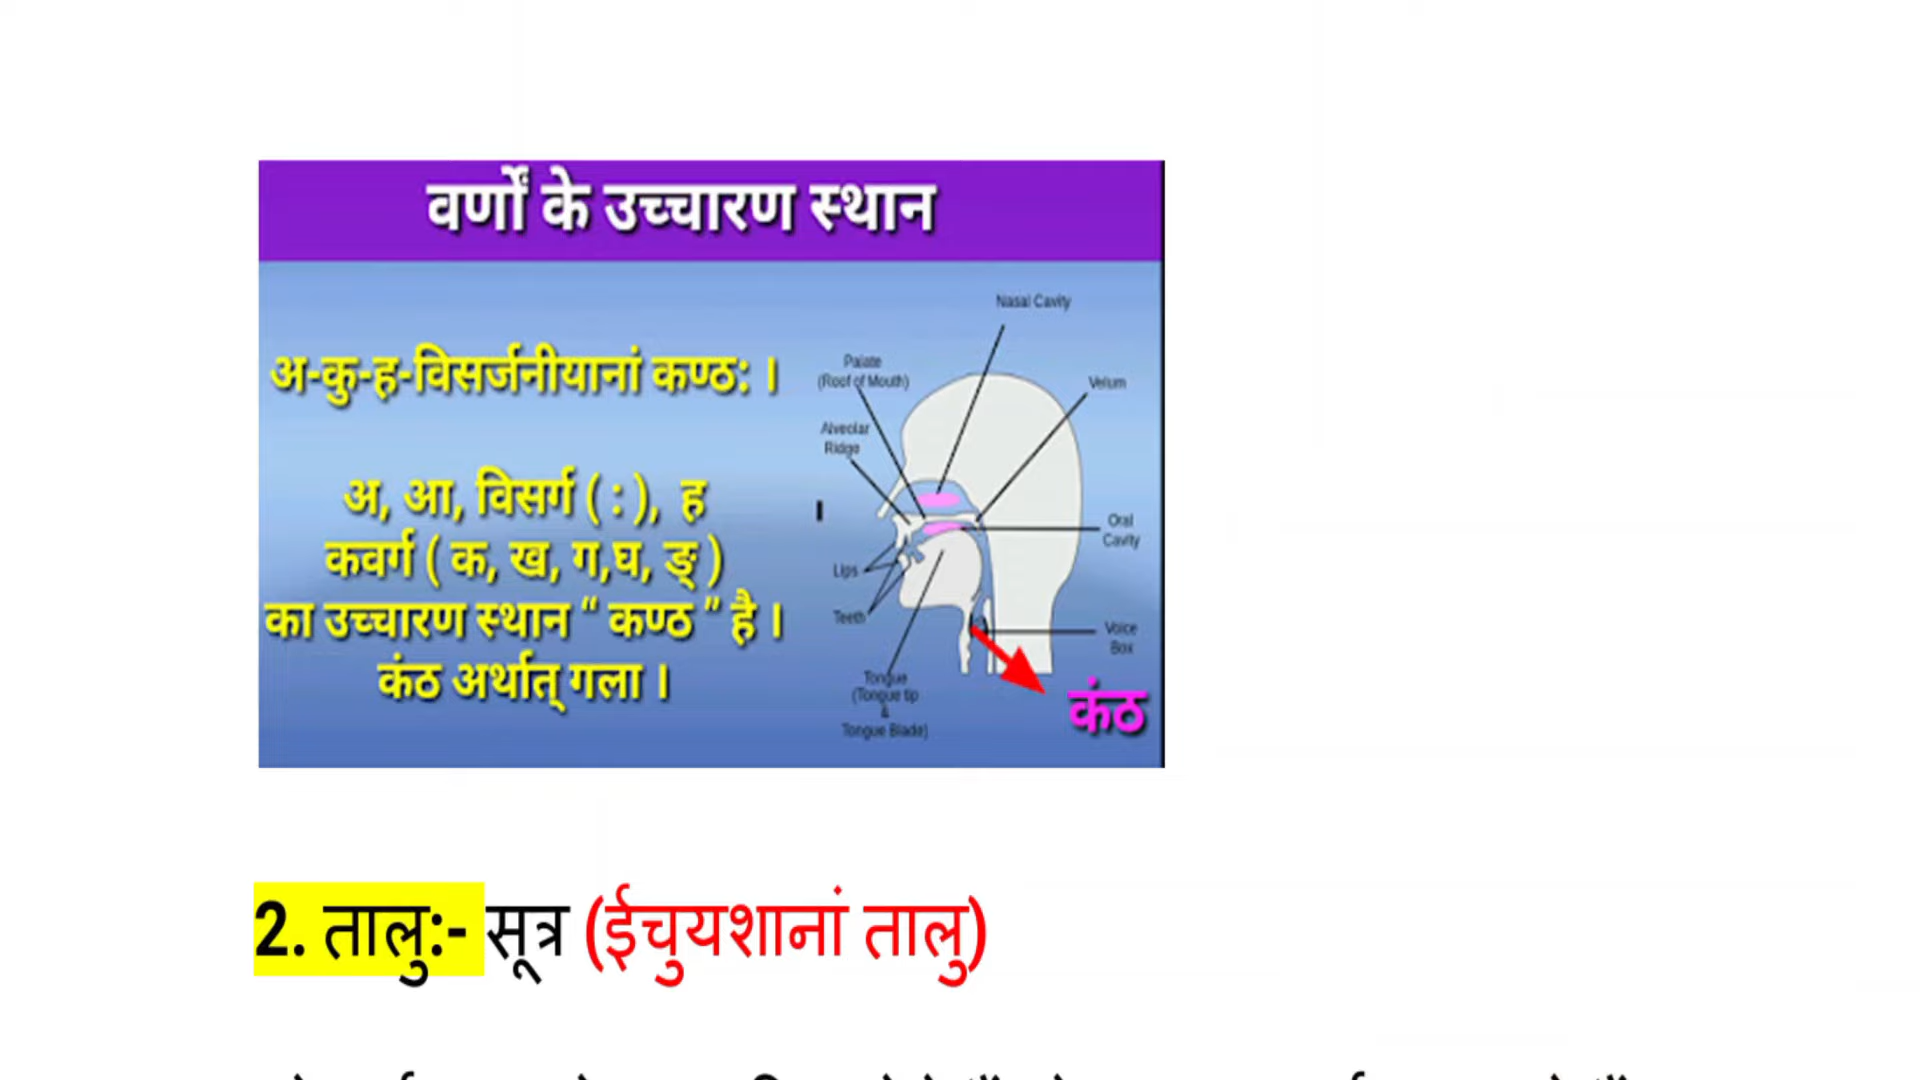 वर्णों के उच्चारण स्थान
अ-कु-ह-विसर्जनीयानां कण्ठ: ।
अ, आ, विसर्ग ( : ), ह
कवर्ग ( क, ख, ग,घ, ङ् )
का उच्चारण स्थान “ कण्ठ ” है ।
कंठ अर्थात् गला ।
Nasal Cavity
Palate
(Roof of Mouth)
Velum
Alveolar
Ridge
Oral
Cavity
Lips
Teeth
Voice
Box
Tongue
(Tongue tip
&
Tongue Blade)
कंठ
2. तालु:- सूत्र (ईचुयशानां तालु)